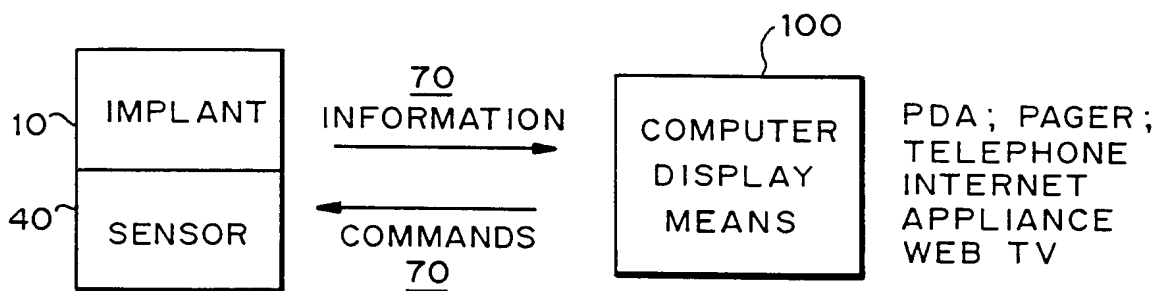 100
10
IMPLANT
40
SENSOR
70
INFORMATION
COMMANDS
70
COMPUTER
DISPLAY
MEANS
PDA; PAGER;
TELEPHONE
INTERNET
APPLIANCE
WEB TV